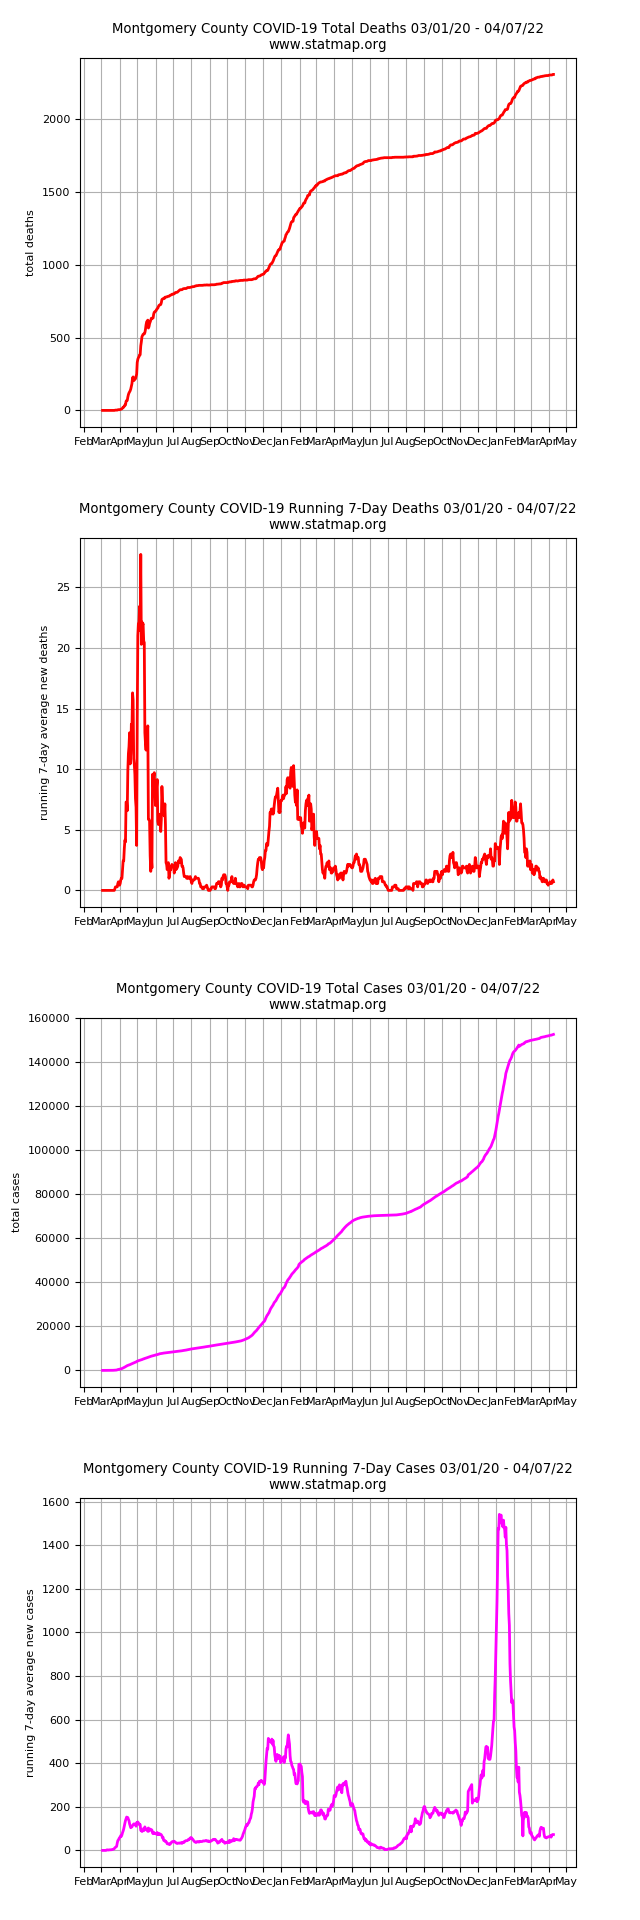 Montgomery County COVID-19 Total Deaths 03/01/20 - 04/07/22
www.statmap.org
2000
1500
1000
500
0
total deaths
Feb Mar Apr May Jun Jul Aug Sep Oct Nov Dec Jan Feb Mar Apr May Jun Jul Aug Sep Oct Nov Dec Jan Feb Mar Apr May
Montgomery County COVID-19 Running 7-Day Deaths 03/01/20 - 04/07/22
www.statmap.org
25
20
15
10
5
0
running 7-day average new deaths
Feb Mar Apr May Jun Jul Aug Sep Oct Nov Dec Jan Feb Mar Apr May Jun Jul Aug Sep Oct Nov Dec Jan Feb Mar Apr May
Montgomery County COVID-19 Total Cases 03/01/20 - 04/07/22
www.statmap.org
160000
140000
120000
100000
80000
60000
40000
20000
0
total cases
Feb Mar Apr May Jun Jul Aug Sep Oct Nov Dec Jan Feb Mar Apr May Jun Jul Aug Sep Oct Nov Dec Jan Feb Mar Apr May
Montgomery County COVID-19 Running 7-Day Cases 03/01/20 - 04/07/22
www.statmap.org
1600
1400
1200
1000
800
600
400
200
0
running 7-day average new cases
Feb Mar Apr May Jun Jul Aug Sep Oct Nov Dec Jan Feb Mar Apr May Jun Jul Aug Sep Oct Nov Dec Jan Feb Mar Apr May